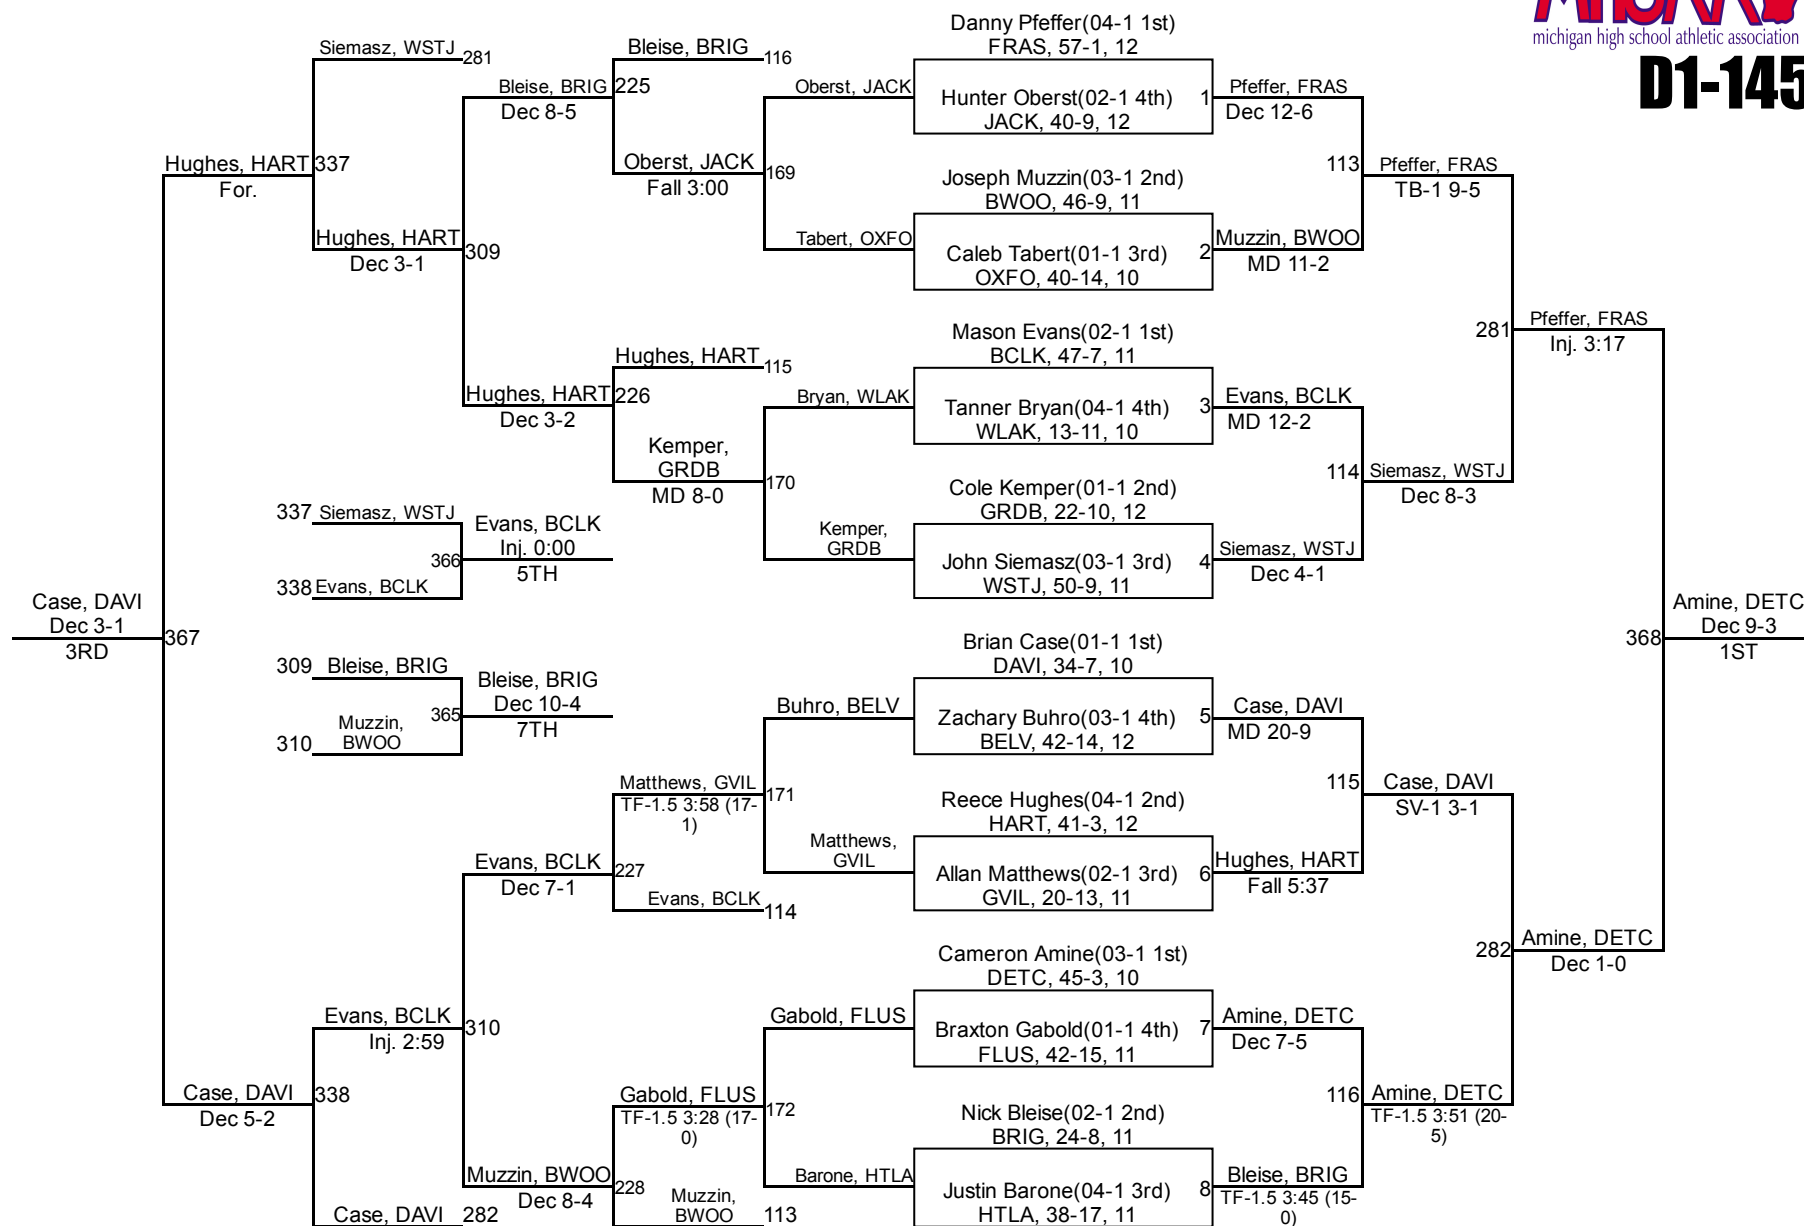 MHSAA
michigan high school athletic association
D1-145
Siemasz, WSTJ
281
Hughes, HART
For.
337
Hughes, HART
Dec 3-1
309
Bleise, BRIG
Dec 8-5
225
Bleise, BRIG
116
Oberst, JACK
Fall 3:00
169
Oberst, JACK
Tabert, OXFO
Hughes, HART
Dec 3-2
226
Hughes, HART
115
Kemper,
GRDB
MD 8-0
170
Bryan, WLAK
Kemper,
GRDB
337
Siemasz, WSTJ
338
Evans, BCLK
366
Evans, BCLK
Inj. 0:00
5TH
Case, DAVI
Dec 3-1
3RD
367
309
Bleise, BRIG
310
Muzzin,
BWOO
365
Bleise, BRIG
Dec 10-4
7TH
Buhro, BELV
Matthews, GVIL
TF-1.5 3:58 (17-
1)
171
Matthews,
GVIL
Evans, BCLK
Dec 7-1
227
Evans, BCLK
114
Evans, BCLK
Inj. 2:59
310
Case, DAVI
Dec 5-2
338
Case, DAVI
282
Gabold, FLUS
Gabold, FLUS
TF-1.5 3:28 (17-
0)
172
Barone, HTLA
Muzzin, BWOO
Dec 8-4
228
Muzzin,
BWOO
113
Danny Pfeffer(04-1 1st)
FRAS, 57-1, 12
Hunter Oberst(02-1 4th)
JACK, 40-9, 12
1
Pfeffer, FRAS
Dec 12-6
Joseph Muzzin(03-1 2nd)
BWOO, 46-9, 11
Caleb Tabert(01-1 3rd)
OXFO, 40-14, 10
2
Muzzin, BWOO
MD 11-2
113
Pfeffer, FRAS
TB-1 9-5
Mason Evans(02-1 1st)
BCLK, 47-7, 11
Tanner Bryan(04-1 4th)
WLAK, 13-11, 10
3
Evans, BCLK
MD 12-2
Cole Kemper(01-1 2nd)
GRDB, 22-10, 12
John Siemasz(03-1 3rd)
WSTJ, 50-9, 11
4
Siemasz, WSTJ
Dec 4-1
114
Siemasz, WSTJ
Dec 8-3
281
Pfeffer, FRAS
Inj. 3:17
Brian Case(01-1 1st)
DAVI, 34-7, 10
Zachary Buhro(03-1 4th)
BELV, 42-14, 12
5
Case, DAVI
MD 20-9
Reece Hughes(04-1 2nd)
HART, 41-3, 12
Allan Matthews(02-1 3rd)
GVIL, 20-13, 11
6
Hughes, HART
Fall 5:37
115
Case, DAVI
SV-1 3-1
Cameron Amine(03-1 1st)
DETC, 45-3, 10
Braxton Gabold(01-1 4th)
FLUS, 42-15, 11
7
Amine, DETC
Dec 7-5
Nick Bleise(02-1 2nd)
BRIG, 24-8, 11
Justin Barone(04-1 3rd)
HTLA, 38-17, 11
8
Bleise, BRIG
TF-1.5 3:45 (15-
0)
116
Amine, DETC
TF-1.5 3:51 (20-
5)
282
Amine, DETC
Dec 1-0
368
Amine, DETC
Dec 9-3
1ST